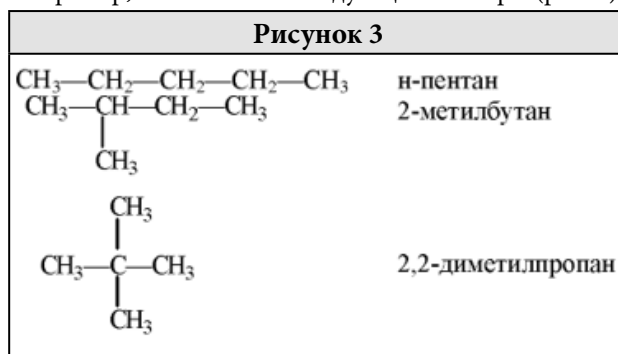 Рисунок 3
CH₃—CH₂—CH₂—CH₂—CH₃ н-пентан
CH₃—CH—CH₂—CH₃ 2-метилбутан
CH₃
CH₃
CH₃—C—CH₃ 2,2-диметилпропан
CH₃